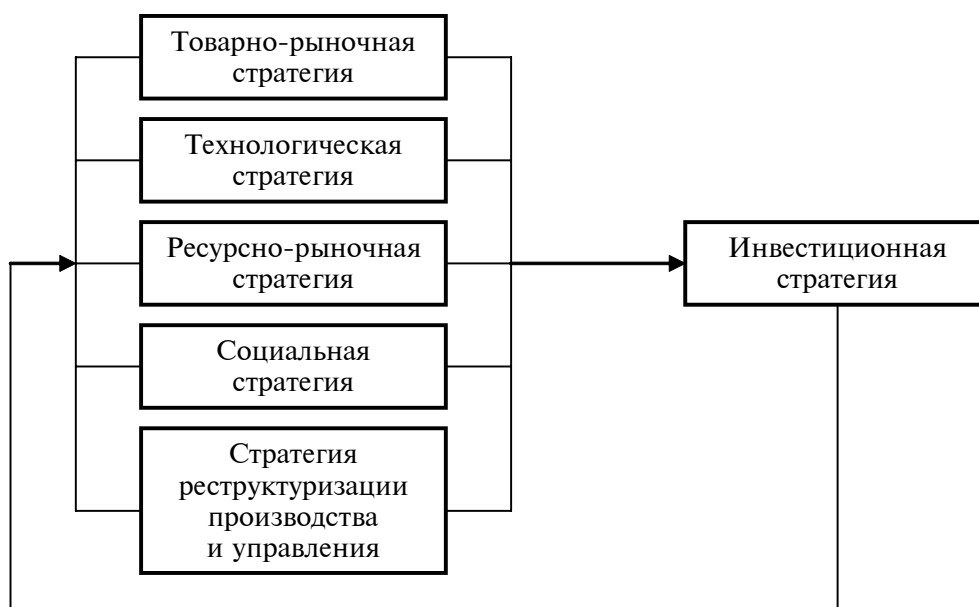 Товарно-рыночная
стратегия
Технологическая
стратегия
Ресурсно-рыночная
стратегия
Социальная
стратегия
Стратегия
реструктуризации
производства
и управления
Инвестиционная
стратегия